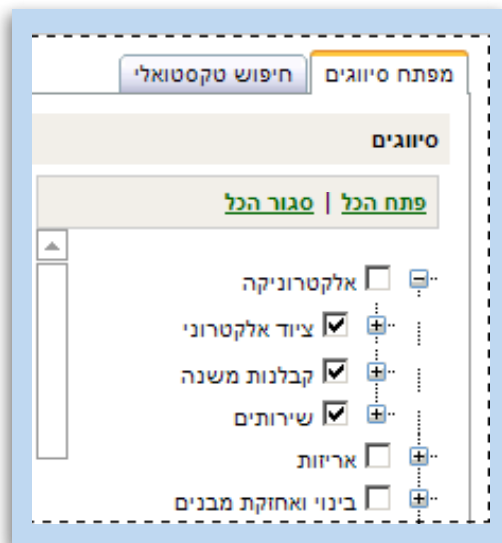 מפתח סיווגים חיפוש טקסטואלי
סיווגים
פתח הכל | סגור הכל
אלקטרוניקה
ציוד אלקטרוני
קבלנות משנה
שירותים
אריזות
בינוי ואחזקת מבנים